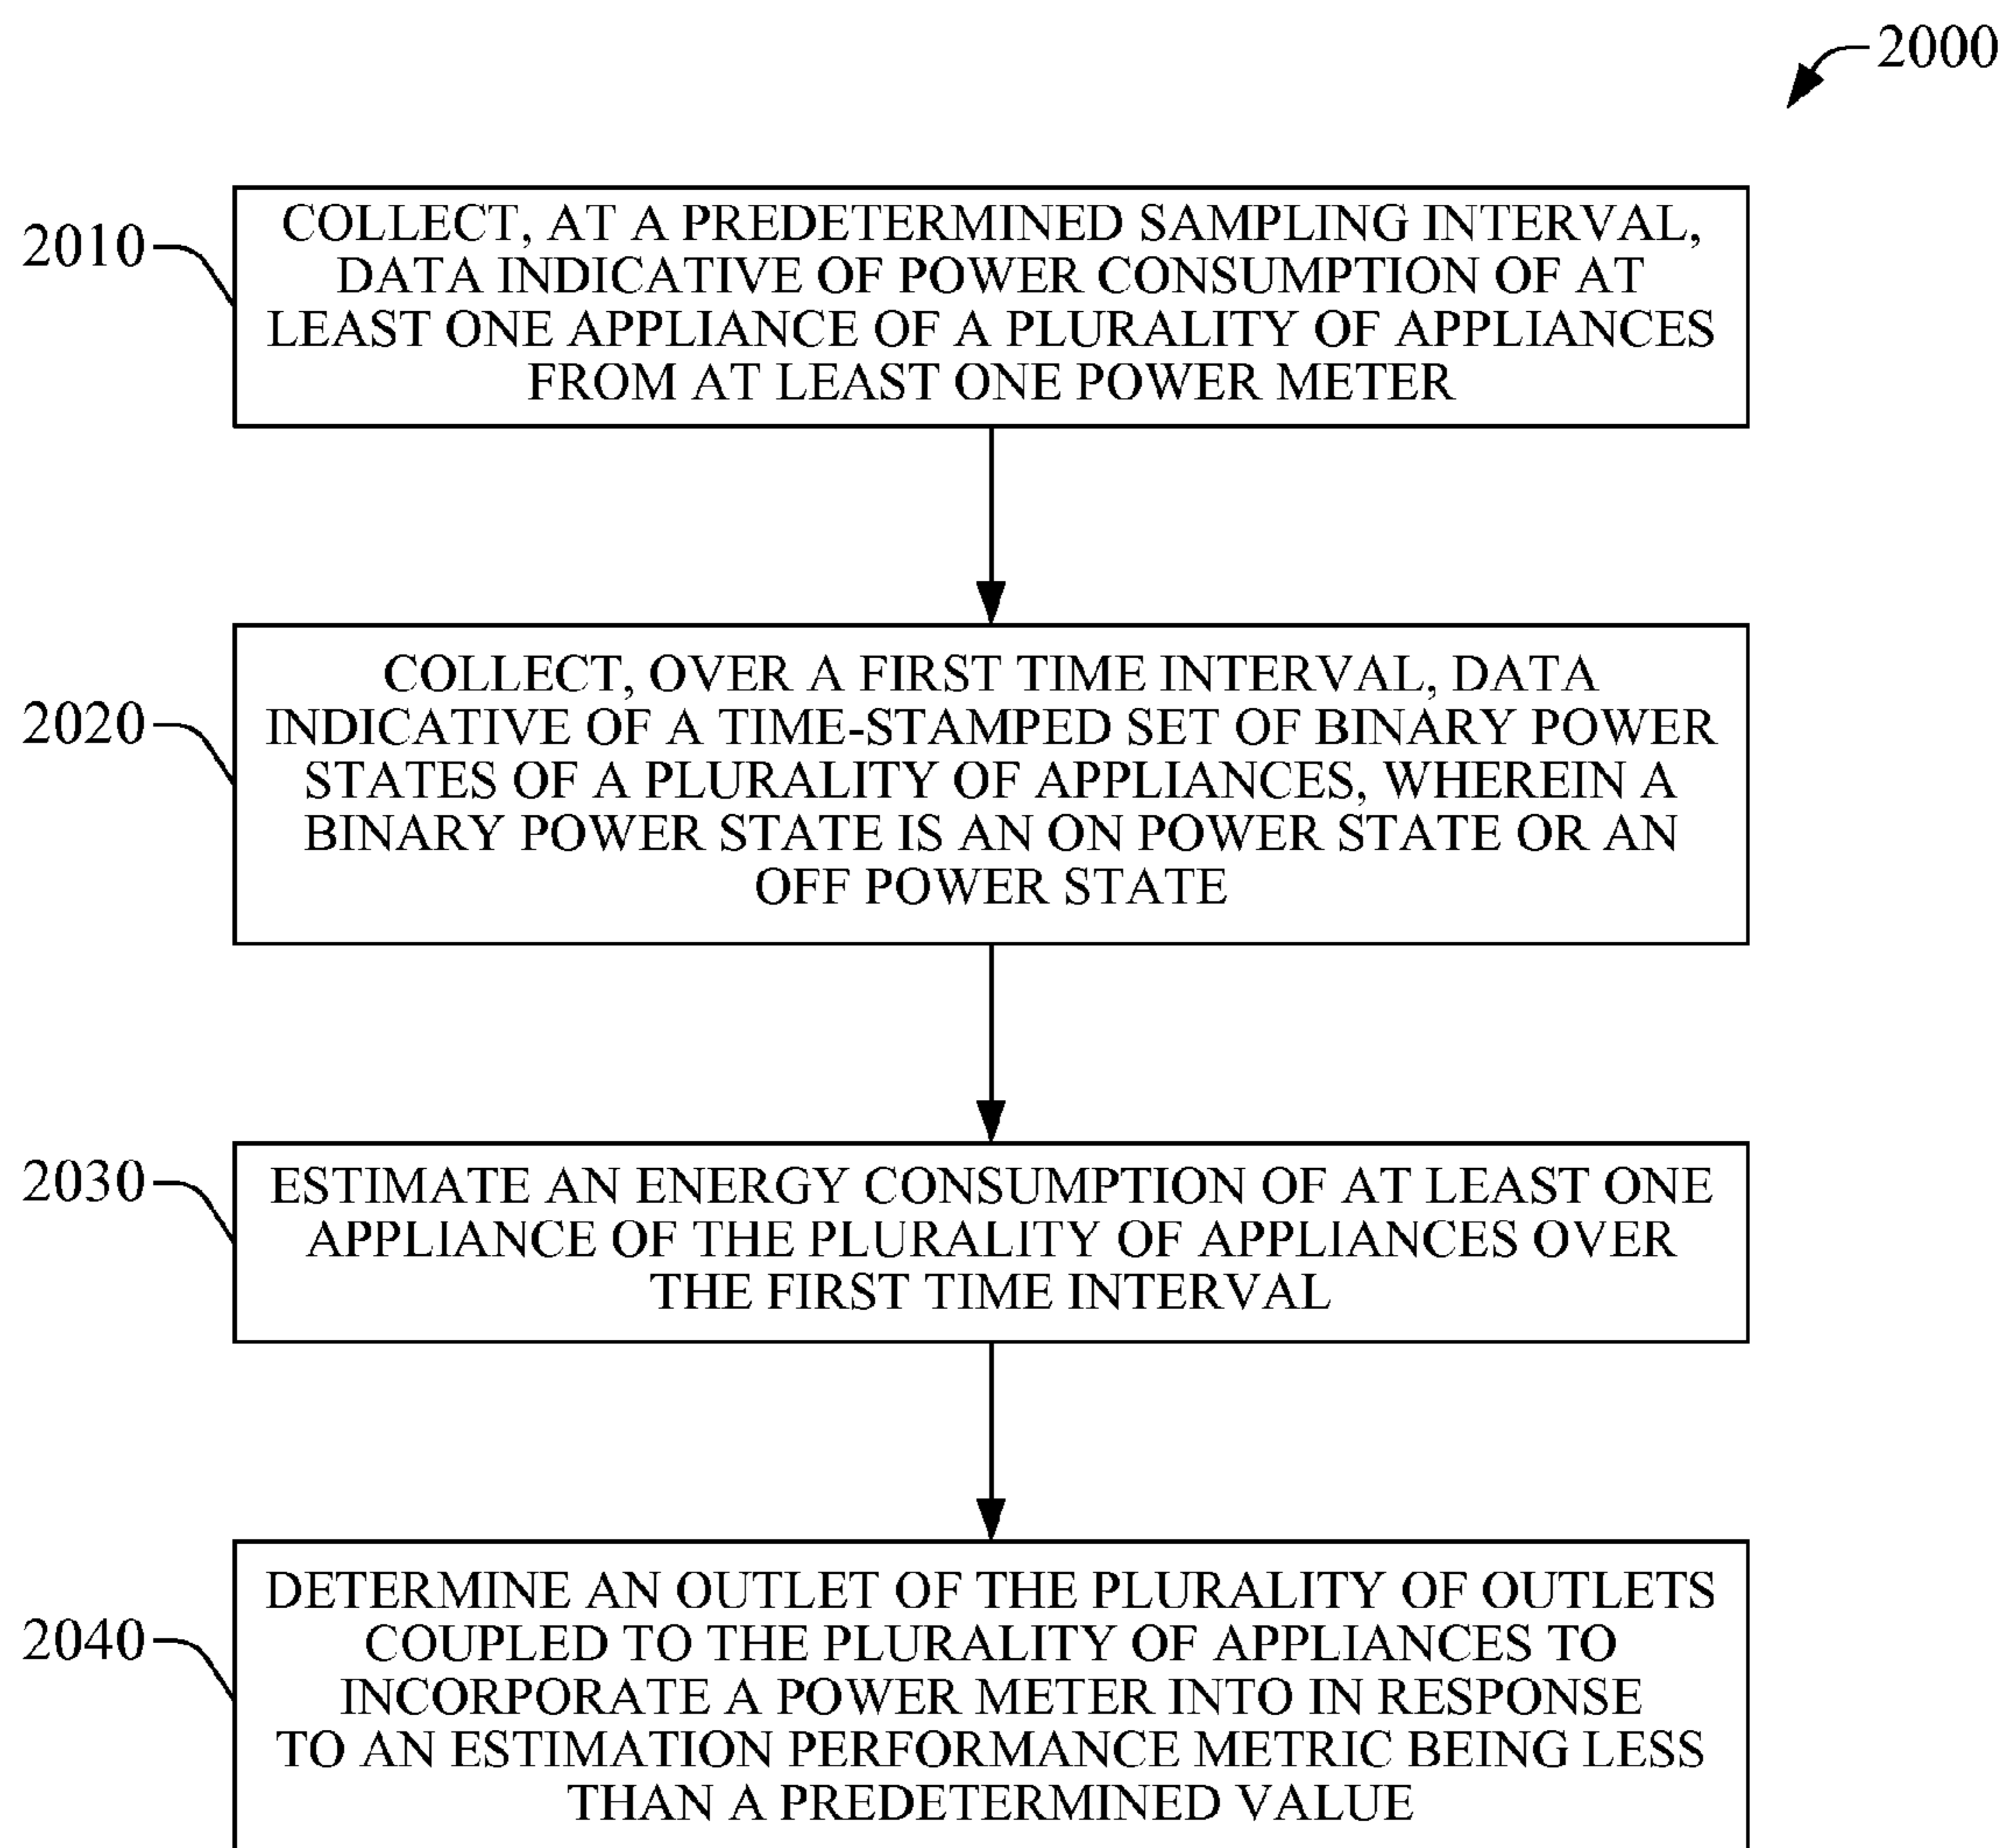 2000
2010
COLLECT, AT A PREDETERMINED SAMPLING INTERVAL,
DATA INDICATIVE OF POWER CONSUMPTION OF AT
LEAST ONE APPLIANCE OF A PLURALITY OF APPLIANCES
FROM AT LEAST ONE POWER METER
2020
COLLECT, OVER A FIRST TIME INTERVAL, DATA
INDICATIVE OF A TIME-STAMPED SET OF BINARY POWER
STATES OF A PLURALITY OF APPLIANCES, WHEREIN A
BINARY POWER STATE IS AN ON POWER STATE OR AN
OFF POWER STATE
2030
ESTIMATE AN ENERGY CONSUMPTION OF AT LEAST ONE
APPLIANCE OF THE PLURALITY OF APPLIANCES OVER
THE FIRST TIME INTERVAL
2040
DETERMINE AN OUTLET OF THE PLURALITY OF OUTLETS
COUPLED TO THE PLURALITY OF APPLIANCES TO
INCORPORATE A POWER METER INTO IN RESPONSE
TO AN ESTIMATION PERFORMANCE METRIC BEING LESS
THAN A PREDETERMINED VALUE